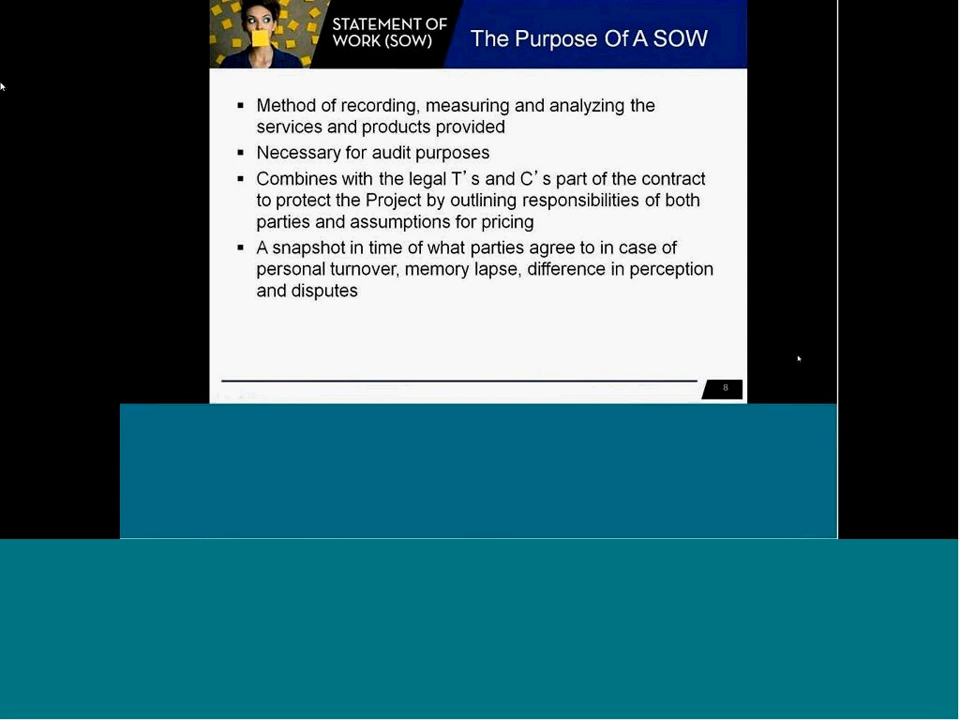 STATEMENT OF
WORK (SOW)
The Purpose Of A SOW
▪ Method of recording, measuring and analyzing the
services and products provided
▪ Necessary for audit purposes
▪ Combines with the legal T’s and C’s part of the contract
to protect the Project by outlining responsibilities of both
parties and assumptions for pricing
▪ A snapshot in time of what parties agree to in case of
personal turnover, memory lapse, difference in perception
and disputes
8